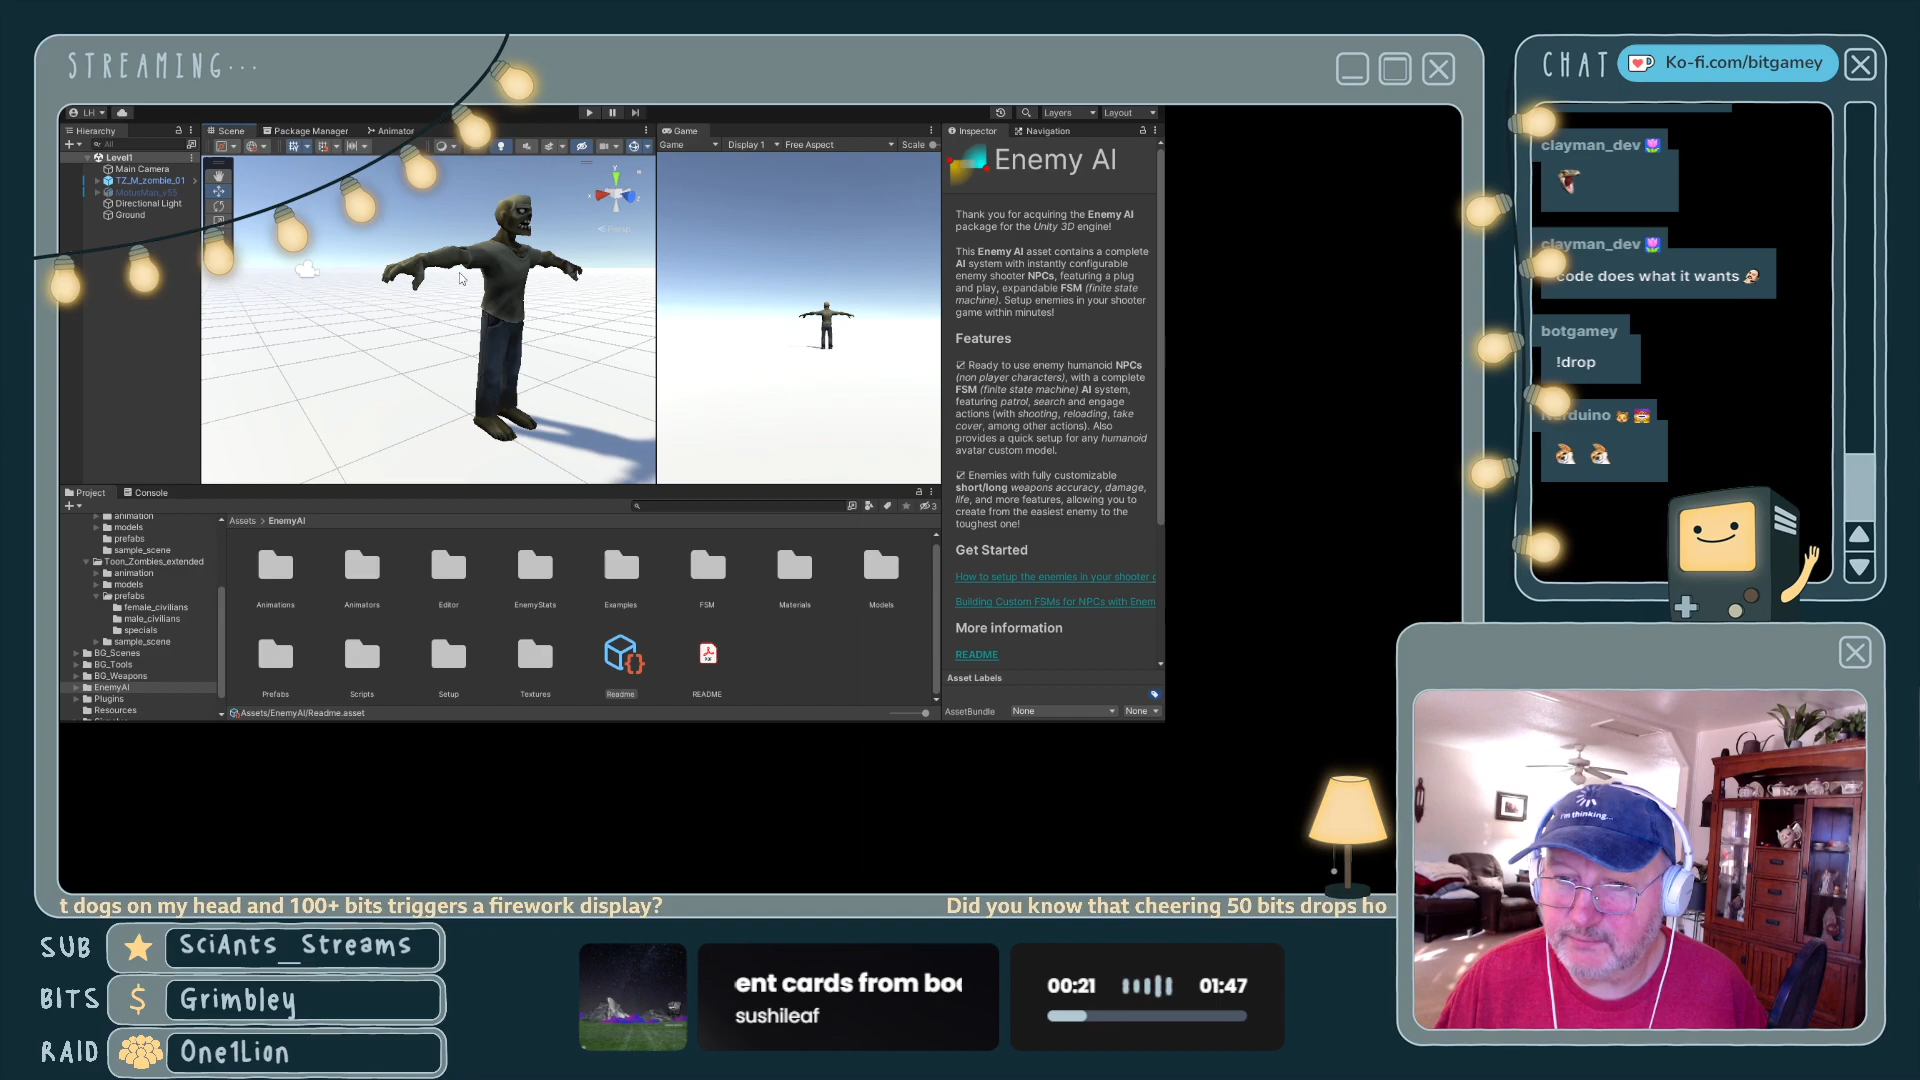 STREAMING...
LH
Layers
Layout
Hierarchy
Scene
Package Manager
Animator
Game
Inspector
Navigation
All
Game
Display 1
Free Aspect
Scale
Level1
Main Camera
TZ_M_zombie_01
MotusMan_v55
Directional Light
Ground
Persp
Enemy AI
Thank you for acquiring the Enemy AI
package for the Unity 3D engine!
This Enemy AI asset contains a complete
AI system with instantly configurable
enemy shooter NPCs, featuring a plug
and play, expandable FSM (finite state
machine). Setup enemies in your shooter
game within minutes!
Features
☑ Ready to use enemy humanoid NPCs
(non player characters), with a complete
FSM (finite state machine) AI system,
featuring patrol, search and engage
actions (with shooting, reloading, take
cover, among other actions). Also
provides a quick setup for any humanoid
avatar custom model.
☑ Enemies with fully customizable
short/long weapons accuracy, damage,
life, and more features, allowing you to
create from the easiest enemy to the
toughest one!
Get Started
How to setup the enemies in your shooter
Building Custom FSMs for NPCs with Enem
More information
README
Asset Labels
AssetBundle
None
None
Project
Console
3
animation
models
prefabs
sample_scene
Toon_Zombies_extended
animation
models
prefabs
female_civilians
male_civilians
specials
sample_scene
BG_Scenes
BG_Tools
BG_Weapons
EnemyAI
Plugins
Resources
Assets > EnemyAI
Animations
Animators
Editor
EnemyStats
Examples
FSM
Materials
Models
Prefabs
Scripts
Setup
Textures
Readme
README
Assets/EnemyAI/Readme.asset
CHAT
Ko-fi.com/bitgamey
clayman_dev
clayman_dev
code does what it wants
botgamey
!drop
I'm thinking...
t dogs on my head and 100+ bits triggers a firework display?
Did you know that cheering 50 bits drops ho
SUB
SciAnts_Streams
BITS
$
Grimbley
RAID
One1Lion
ent cards from
sushileaf
00:21
01:47